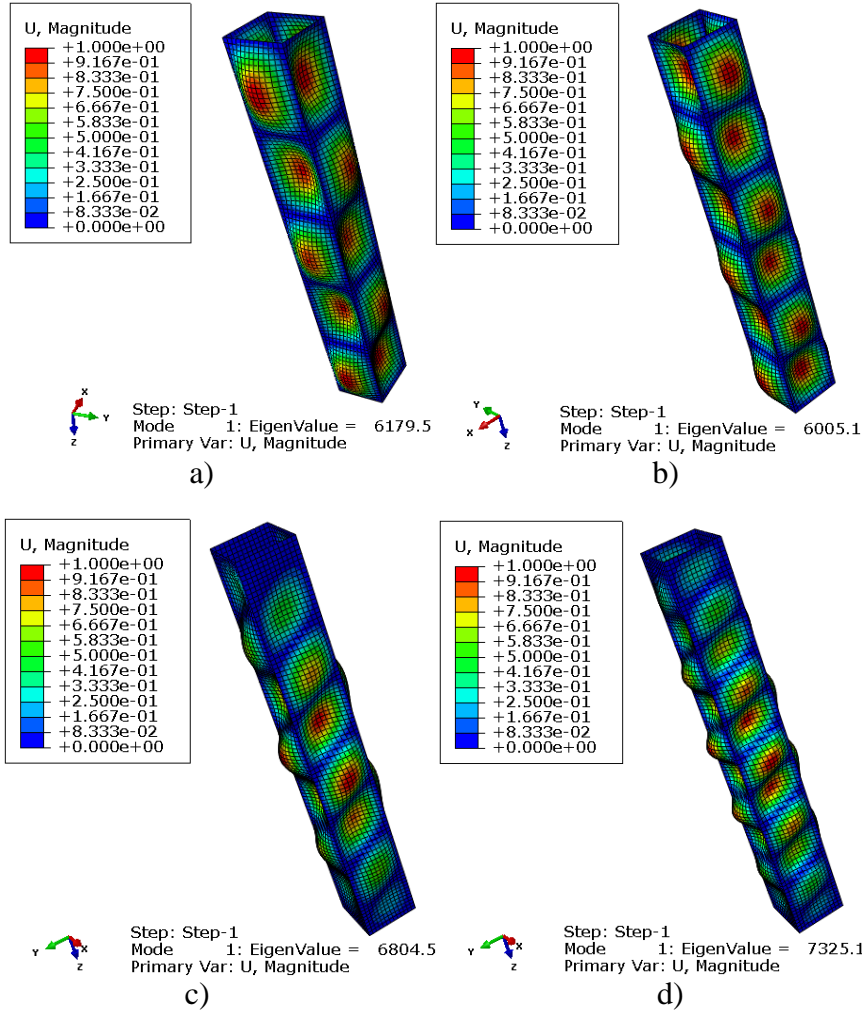 U, Magnitude
+1.000e+00
+9.167e-01
+8.333e-01
+7.500e-01
+6.667e-01
+5.833e-01
+5.000e-01
+4.167e-01
+3.333e-01
+2.500e-01
+1.667e-01
+8.333e-02
+0.000e+00
X
Y
Z
Step: Step-1
Mode 1: EigenValue = 6179.5
Primary Var: U, Magnitude
a)
U, Magnitude
+1.000e+00
+9.167e-01
+8.333e-01
+7.500e-01
+6.667e-01
+5.833e-01
+5.000e-01
+4.167e-01
+3.333e-01
+2.500e-01
+1.667e-01
+8.333e-02
+0.000e+00
Y
X
Z
Step: Step-1
Mode 1: EigenValue = 6005.1
Primary Var: U, Magnitude
b)
U, Magnitude
+1.000e+00
+9.167e-01
+8.333e-01
+7.500e-01
+6.667e-01
+5.833e-01
+5.000e-01
+4.167e-01
+3.333e-01
+2.500e-01
+1.667e-01
+8.333e-02
+0.000e+00
Y
X
Z
Step: Step-1
Mode 1: EigenValue = 6804.5
Primary Var: U, Magnitude
c)
U, Magnitude
+1.000e+00
+9.167e-01
+8.333e-01
+7.500e-01
+6.667e-01
+5.833e-01
+5.000e-01
+4.167e-01
+3.333e-01
+2.500e-01
+1.667e-01
+8.333e-02
+0.000e+00
Y
X
Z
Step: Step-1
Mode 1: EigenValue = 7325.1
Primary Var: U, Magnitude
d)